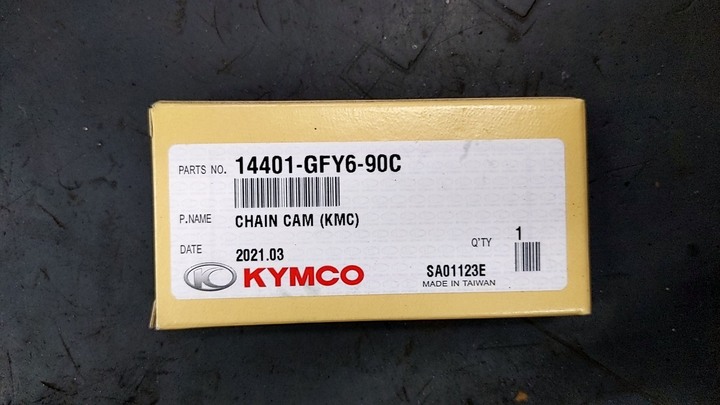 PARTS NO. 14401-GFY6-90C
P.NAME CHAIN CAM (KMC)
DATE 2021.03
Q'TY 1
KYMCO
SA01123E
MADE IN TAIWAN